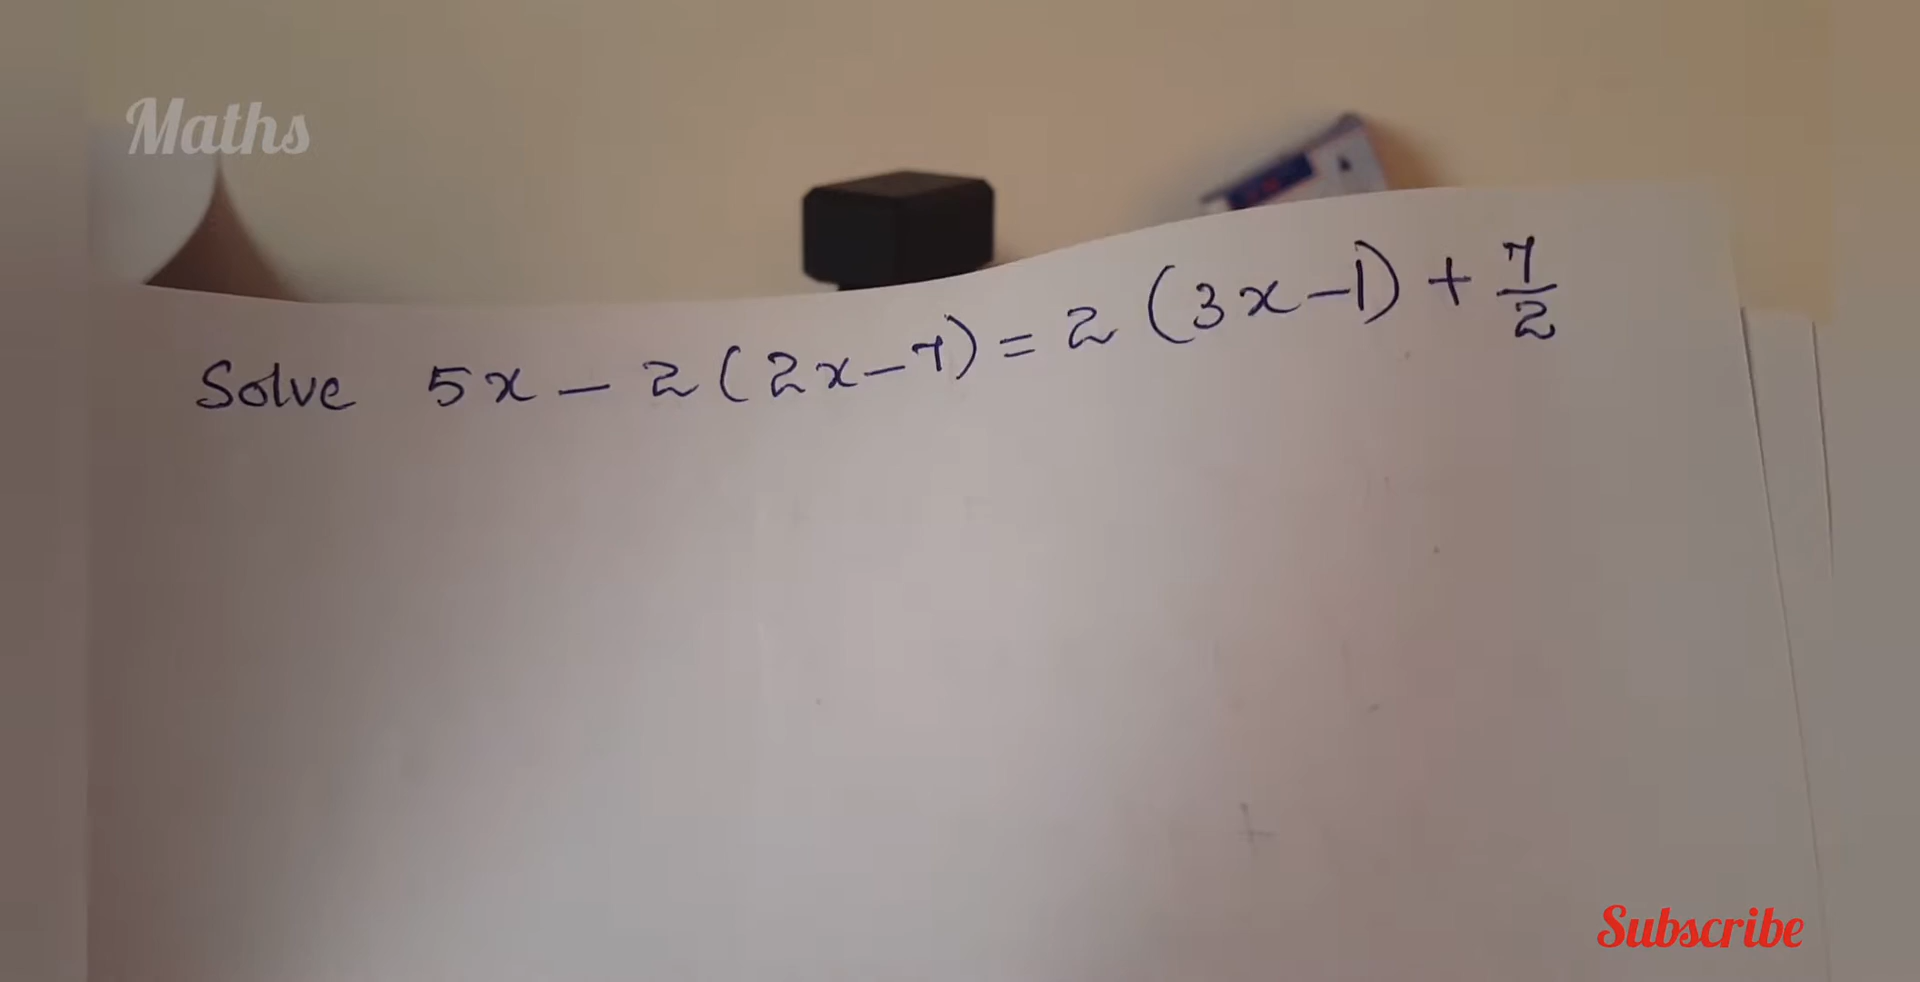 Maths
Solve 5x - 2(2x-7) = 2(3x-1) + 7/2
Subscribe